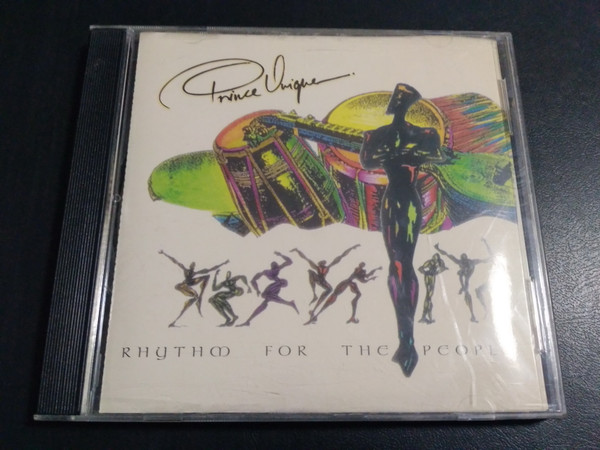 Prince Unique
RHYTHM FOR THE PEOPLE